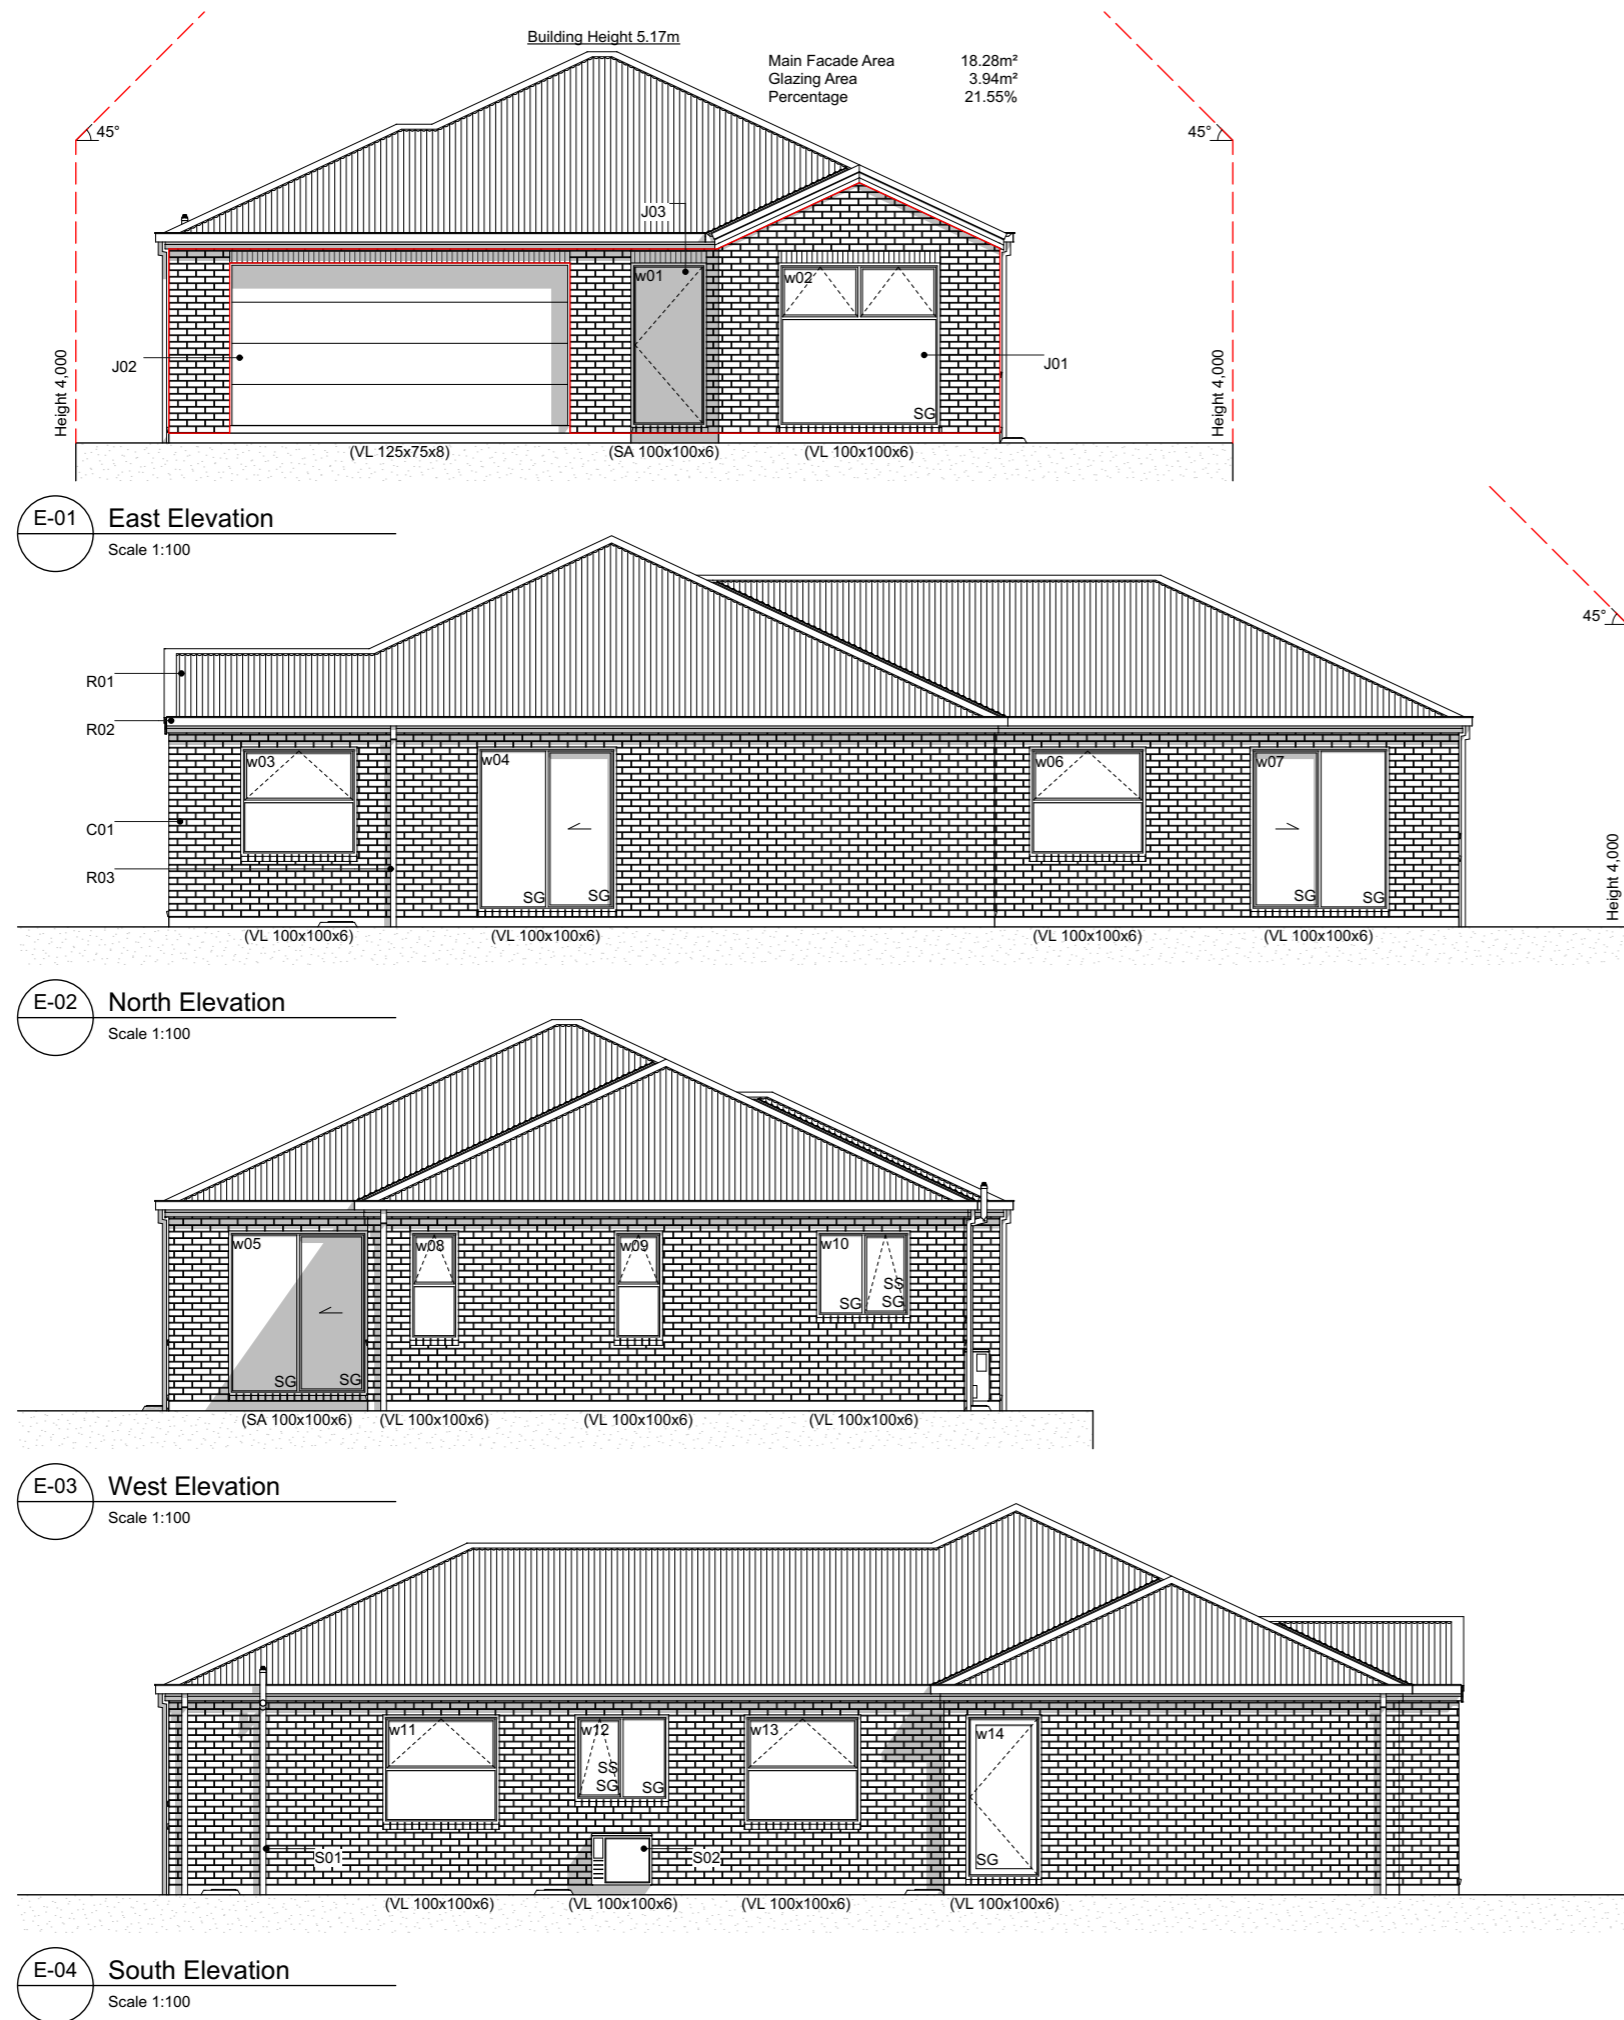 Building Height 5.17m
Main Facade Area 18.28m²
Glazing Area 3.94m²
Percentage 21.55%
45°
45°
J03
w01
w02
Height 4,000
J02
J01
Height 4,000
SG
(VL 125x75x8)
(SA 100x100x6)
(VL 100x100x6)
E-01
East Elevation
Scale 1:100
45°
R01
R02
w03
w04
w06
w07
C01
R03
Height 4,000
SG
SG
SG
SG
(VL 100x100x6)
(VL 100x100x6)
(VL 100x100x6)
(VL 100x100x6)
E-02
North Elevation
Scale 1:100
w05
w08
w09
w10
SS
SG
SG
SG
SG
(SA 100x100x6)
(VL 100x100x6)
(VL 100x100x6)
(VL 100x100x6)
E-03
West Elevation
Scale 1:100
w11
w12
w13
w14
SS
SG
SG
S01
S02
SG
(VL 100x100x6)
(VL 100x100x6)
(VL 100x100x6)
(VL 100x100x6)
E-04
South Elevation
Scale 1:100